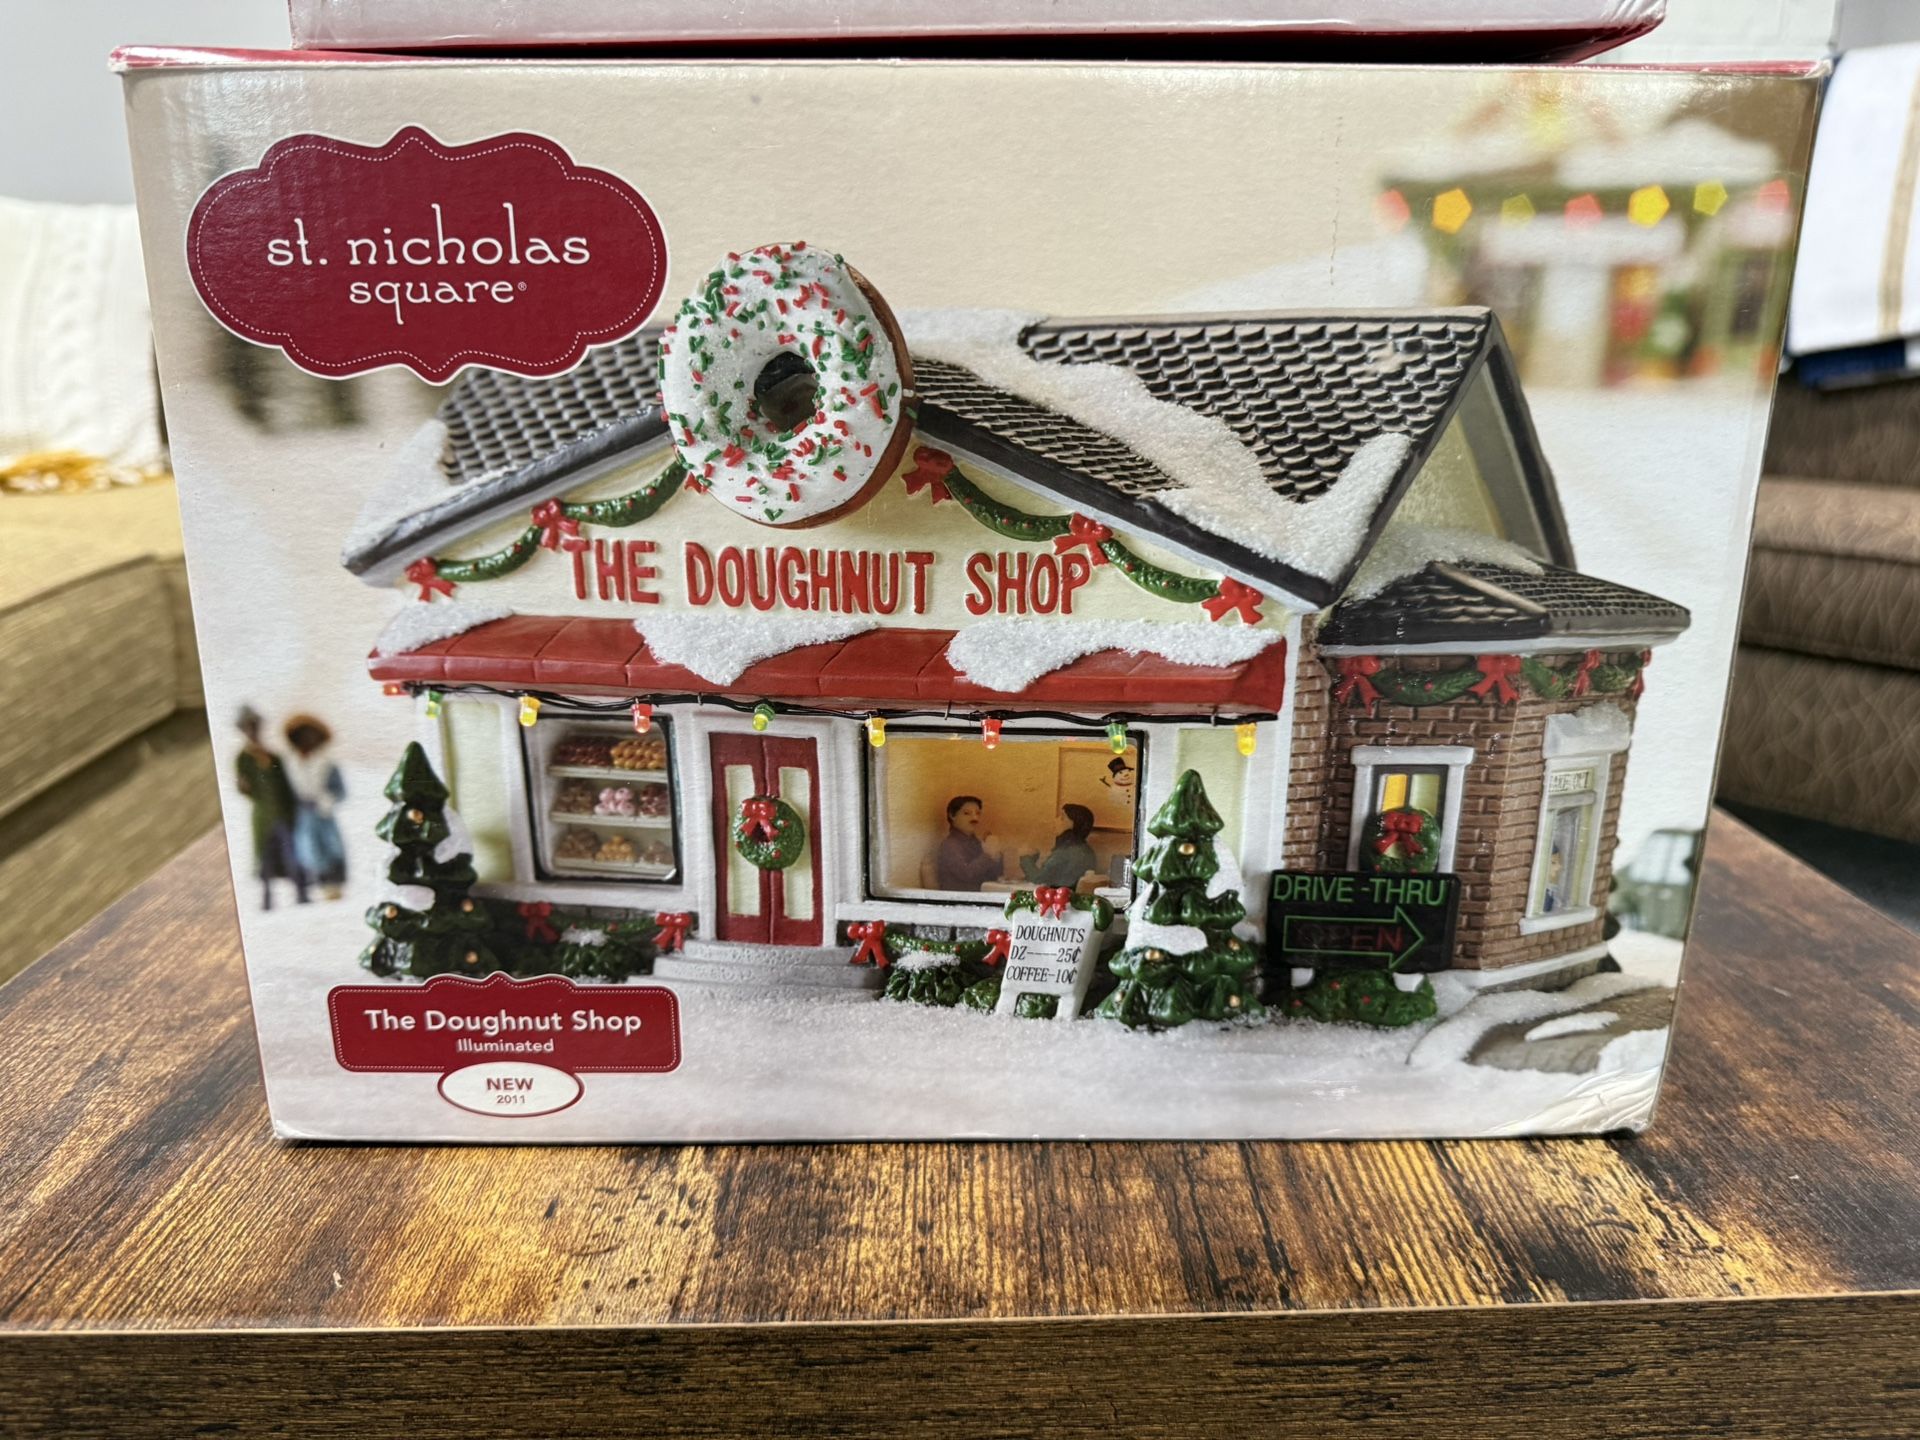 st. nicholas
square®
THE DOUGHNUT SHOP
DRIVE-THRU
OPEN
DOUGHNUTS
DZ----25¢
COFFEE-10¢
The Doughnut Shop
Illuminated
NEW
2011